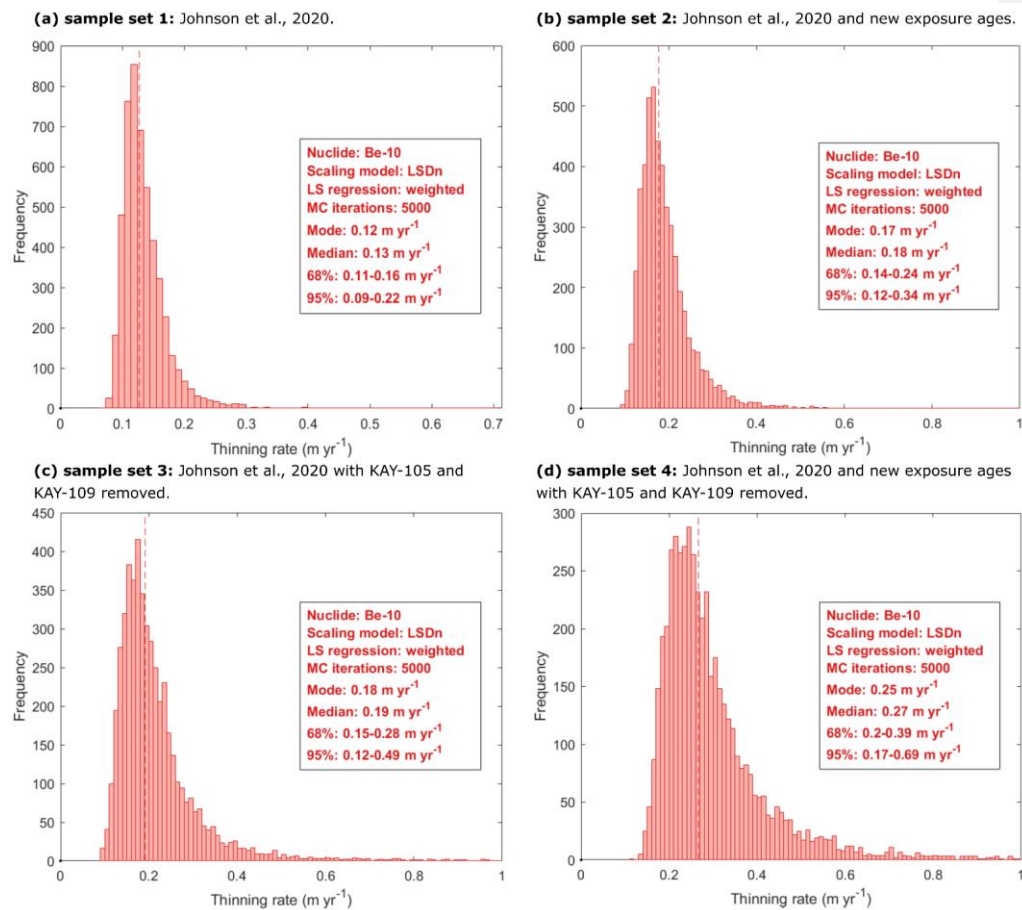 (a) sample set 1: Johnson et al., 2020.
900
800
700
600
500
400
300
200
100
0
Frequency
Nuclide: Be-10
Scaling model: LSDn
LS regression: weighted
MC iterations: 5000
Mode: 0.12 m yr⁻¹
Median: 0.13 m yr⁻¹
68%: 0.11-0.16 m yr⁻¹
95%: 0.09-0.22 m yr⁻¹
0 0.1 0.2 0.3 0.4 0.5 0.6 0.7
Thinning rate (m yr⁻¹)
(b) sample set 2: Johnson et al., 2020 and new exposure ages.
600
500
400
300
200
100
0
Frequency
Nuclide: Be-10
Scaling model: LSDn
LS regression: weighted
MC iterations: 5000
Mode: 0.17 m yr⁻¹
Median: 0.18 m yr⁻¹
68%: 0.14-0.24 m yr⁻¹
95%: 0.12-0.34 m yr⁻¹
0 0.2 0.4 0.6 0.8 1
Thinning rate (m yr⁻¹)
(c) sample set 3: Johnson et al., 2020 with KAY-105 and
KAY-109 removed.
450
400
350
300
250
200
150
100
50
0
Frequency
Nuclide: Be-10
Scaling model: LSDn
LS regression: weighted
MC iterations: 5000
Mode: 0.18 m yr⁻¹
Median: 0.19 m yr⁻¹
68%: 0.15-0.28 m yr⁻¹
95%: 0.12-0.49 m yr⁻¹
0 0.2 0.4 0.6 0.8 1
Thinning rate (m yr⁻¹)
(d) sample set 4: Johnson et al., 2020 and new exposure ages
with KAY-105 and KAY-109 removed.
300
250
200
150
100
50
0
Frequency
Nuclide: Be-10
Scaling model: LSDn
LS regression: weighted
MC iterations: 5000
Mode: 0.25 m yr⁻¹
Median: 0.27 m yr⁻¹
68%: 0.2-0.39 m yr⁻¹
95%: 0.17-0.69 m yr⁻¹
0 0.2 0.4 0.6 0.8 1
Thinning rate (m yr⁻¹)